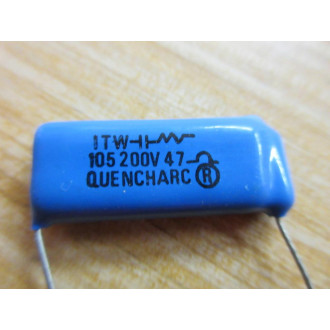 ITW
105 200V 47
QUENCHARC ®